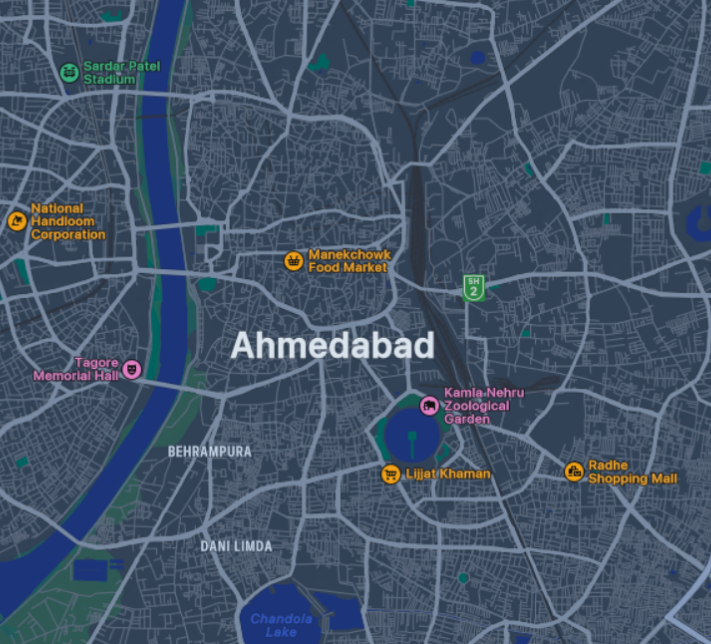 Sardar Patel
Stadium
National
Handloom
Corporation
Manekchowk
Food Market
SH
2
Ahmedabad
Tagore
Memorial Hall
Kamla Nehru
Zoological
Garden
BEHRAMPURA
Lijjat Khaman
Radhe
Shopping Mall
DANI LIMDA
Chandola
Lake